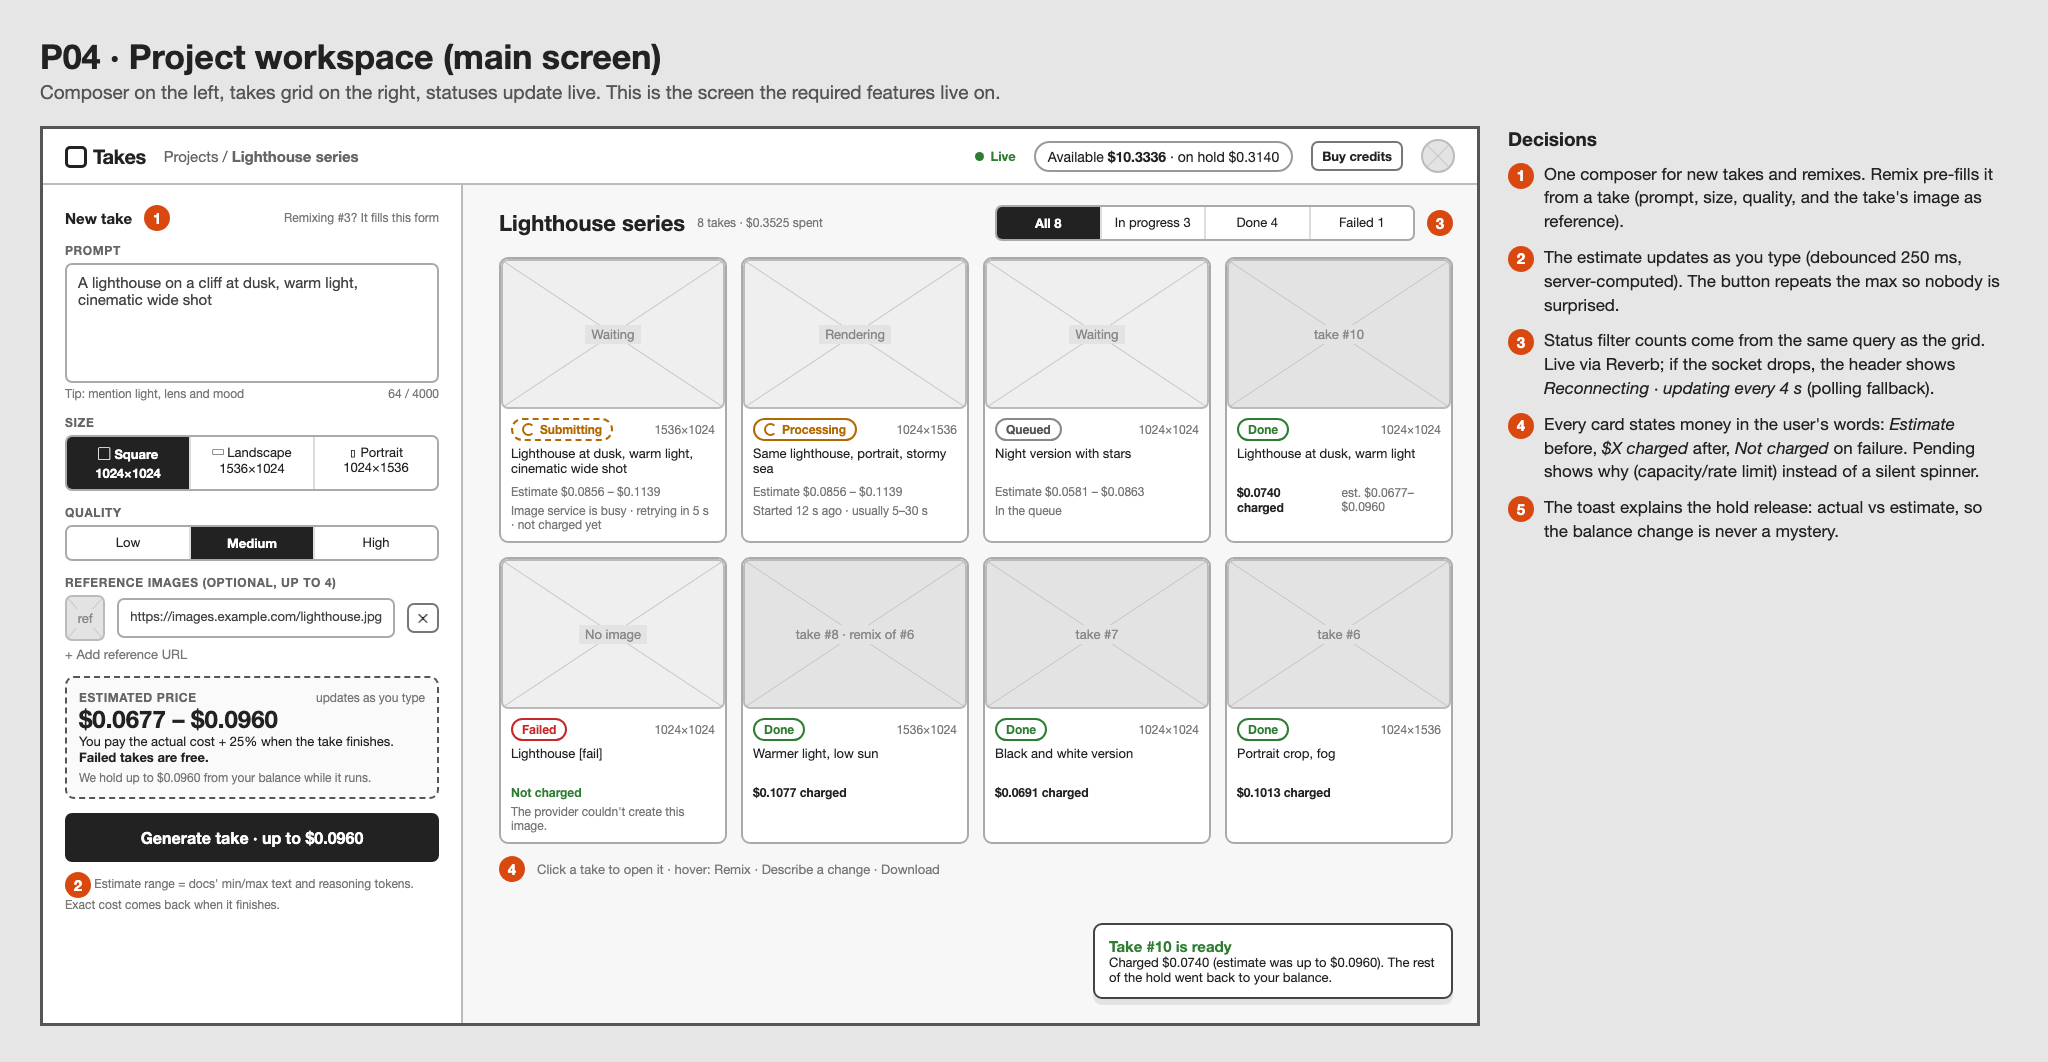 P04 · Project workspace (main screen)
Composer on the left, takes grid on the right, statuses update live. This is the screen the required features live on.
Takes
Projects / Lighthouse series
Live
Available $10.3336 · on hold $0.3140
Buy credits
New take
1
Remixing #3? It fills this form
PROMPT
A lighthouse on a cliff at dusk, warm light,
cinematic wide shot
Tip: mention light, lens and mood
64 / 4000
SIZE
Square
1024×1024
Landscape
1536×1024
Portrait
1024×1536
QUALITY
Low
Medium
High
REFERENCE IMAGES (OPTIONAL, UP TO 4)
ref
https://images.example.com/lighthouse.jpg
×
+ Add reference URL
ESTIMATED PRICE
updates as you type
$0.0677 – $0.0960
You pay the actual cost + 25% when the take finishes.
Failed takes are free.
We hold up to $0.0960 from your balance while it runs.
Generate take · up to $0.0960
2 Estimate range = docs' min/max text and reasoning tokens.
Exact cost comes back when it finishes.
Lighthouse series
8 takes · $0.3525 spent
All 8
In progress 3
Done 4
Failed 1
3
Waiting
Submitting
1536×1024
Lighthouse at dusk, warm light,
cinematic wide shot
Estimate $0.0856 – $0.1139
Image service is busy · retrying in 5 s
· not charged yet
Rendering
Processing
1024×1536
Same lighthouse, portrait, stormy
sea
Estimate $0.0856 – $0.1139
Started 12 s ago · usually 5–30 s
Waiting
Queued
1024×1024
Night version with stars
Estimate $0.0581 – $0.0863
In the queue
take #10
Done
1024×1024
Lighthouse at dusk, warm light
$0.0740
charged
est. $0.0677–
$0.0960
No image
Failed
1024×1024
Lighthouse [fail]
Not charged
The provider couldn't create this
image.
take #8 · remix of #6
Done
1536×1024
Warmer light, low sun
$0.1077 charged
take #7
Done
1024×1024
Black and white version
$0.0691 charged
take #6
Done
1024×1536
Portrait crop, fog
$0.1013 charged
4
Click a take to open it · hover: Remix · Describe a change · Download
Take #10 is ready
Charged $0.0740 (estimate was up to $0.0960). The rest
of the hold went back to your balance.
Decisions
1 One composer for new takes and remixes. Remix pre-fills it
from a take (prompt, size, quality, and the take's image as
reference).
2 The estimate updates as you type (debounced 250 ms,
server-computed). The button repeats the max so nobody is
surprised.
3 Status filter counts come from the same query as the grid.
Live via Reverb; if the socket drops, the header shows
Reconnecting · updating every 4 s (polling fallback).
4 Every card states money in the user's words: Estimate
before, $X charged after, Not charged on failure. Pending
shows why (capacity/rate limit) instead of a silent spinner.
5 The toast explains the hold release: actual vs estimate, so
the balance change is never a mystery.